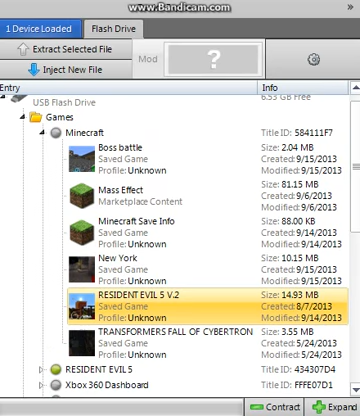 www.Bandicam.com
1 Device Loaded
Flash Drive
Extract Selected File
Mod
?
Inject New File
Entry
Info
USB Flash Drive
6.53 GB Free
Games
Minecraft
Title ID: 584111F7
Boss battle
Size: 2.04 MB
Saved Game
Created: 9/15/2013
Profile: Unknown
Modified: 9/15/2013
Mass Effect
Size: 81.15 MB
Marketplace Content
Created: 9/6/2013
Modified: 9/6/2013
Minecraft Save Info
Size: 88.00 KB
Saved Game
Created: 9/14/2013
Profile: Unknown
Modified: 9/14/2013
New York
Size: 10.15 MB
Saved Game
Created: 9/15/2013
Profile: Unknown
Modified: 9/15/2013
RESIDENT EVIL 5 V.2
Size: 14.93 MB
Saved Game
Created: 8/7/2013
Profile: Unknown
Modified: 9/14/2013
TRANSFORMERS FALL OF CYBERTRON
Size: 3.55 MB
Saved Game
Created: 5/24/2013
Profile: Unknown
Modified: 5/24/2013
RESIDENT EVIL 5
Title ID: 434307D4
Xbox 360 Dashboard
Title ID: FFFE07D1
Contract
Expand